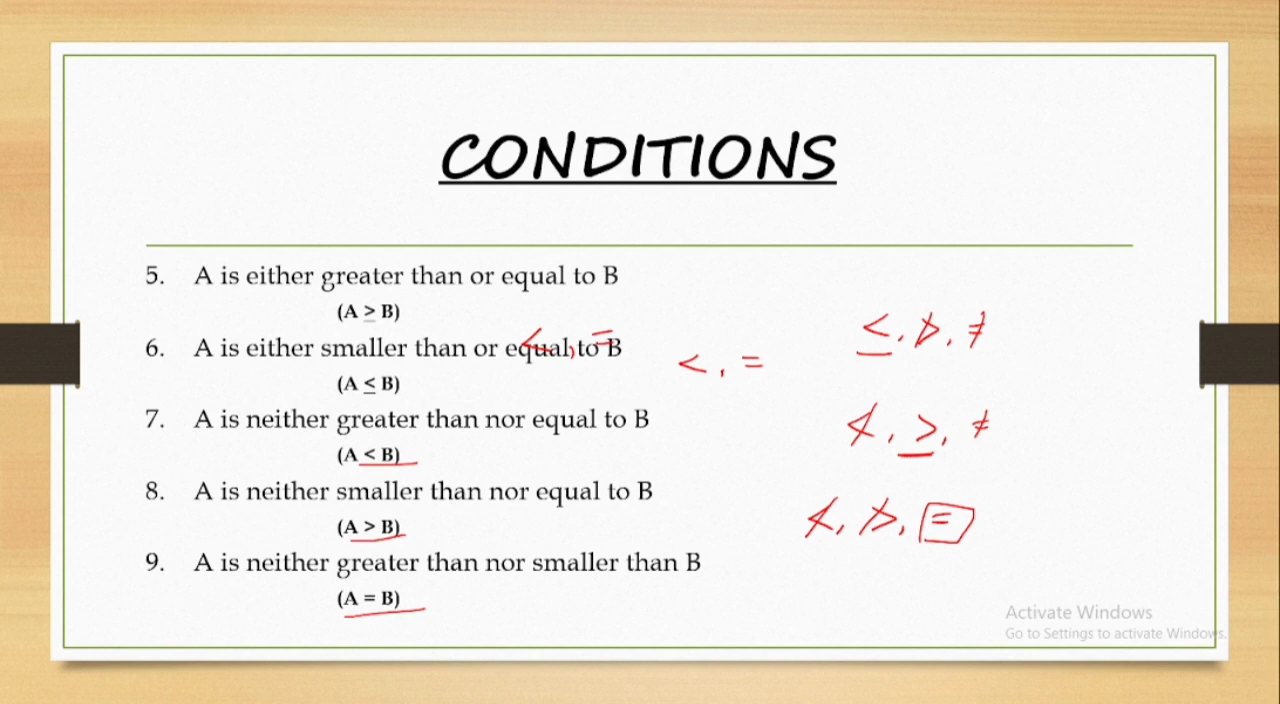 CONDITIONS
5. A is either greater than or equal to B
(A ≥ B)
6. A is either smaller than or equal to B
< , =
(A ≤ B)
< , =
≤ , ≯ , ≠
7. A is neither greater than nor equal to B
(A < B)
≮ , ≥ , ≠
8. A is neither smaller than nor equal to B
(A > B)
≮ , ≯ , =
9. A is neither greater than nor smaller than B
(A = B)
Activate Windows
Go to Settings to activate Windows.